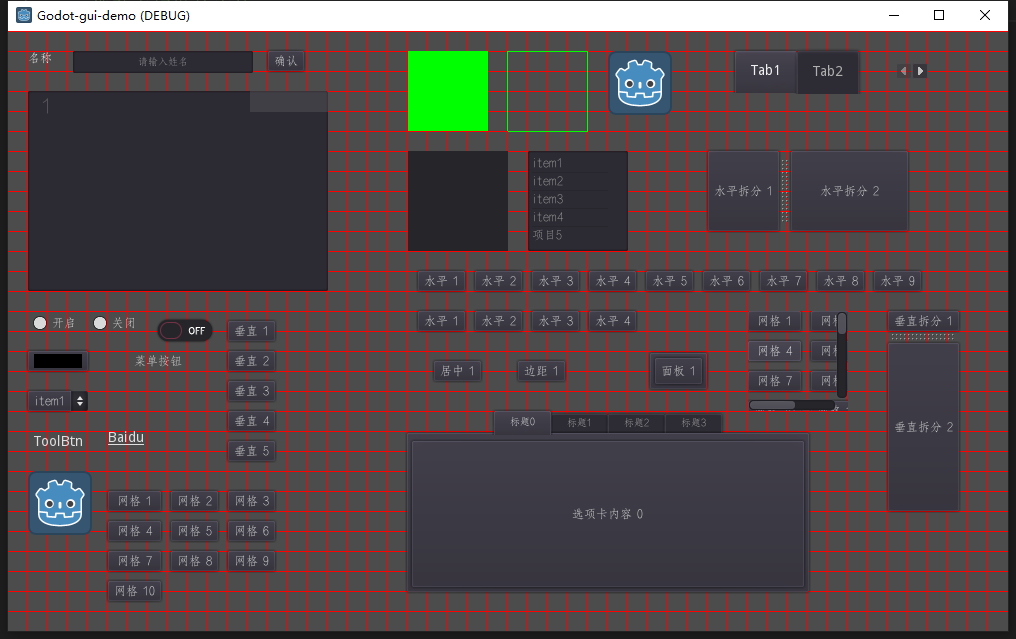 Godot-gui-demo (DEBUG)
名称 请输入姓名 确认
1
Tab1 Tab2
item1
item2
item3
item4
项目5
水平拆分 1 水平拆分 2
水平 1 水平 2 水平 3 水平 4 水平 5 水平 6 水平 7 水平 8 水平 9
水平 1 水平 2 水平 3 水平 4
开启 关闭 OFF
菜单按钮
item1
ToolBtn Baidu
垂直 1
垂直 2
垂直 3
垂直 4
垂直 5
网格 1 网格 2 网格 3
网格 4 网格 5 网格 6
网格 7 网格 8 网格 9
网格 10
居中 1 边距 1 面板 1
网格 1 网
网格 4 网
网格 7 网
垂直拆分 1
垂直拆分 2
标题0 标题1 标题2 标题3
选项卡内容 0